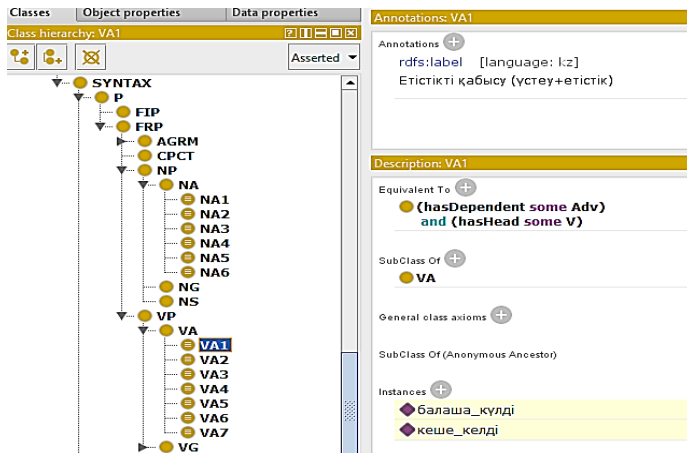 Classes
Object properties
Data properties
Class hierarchy: VA1
Asserted
SYNTAX
P
FIP
FRP
AGRM
CPCT
NP
NA
NA1
NA2
NA3
NA4
NA5
NA6
NG
NS
VP
VA
VA1
VA2
VA3
VA4
VA5
VA6
VA7
VG
Annotations: VA1
Annotations
rdfs:label [language: kz]
Етістікті қабысу (үстеу+етістік)
Description: VA1
Equivalent To
(hasDependent some Adv)
and (hasHead some V)
SubClass Of
VA
General class axioms
SubClass Of (Anonymous Ancestor)
Instances
балаша_күлді
кеше_келді